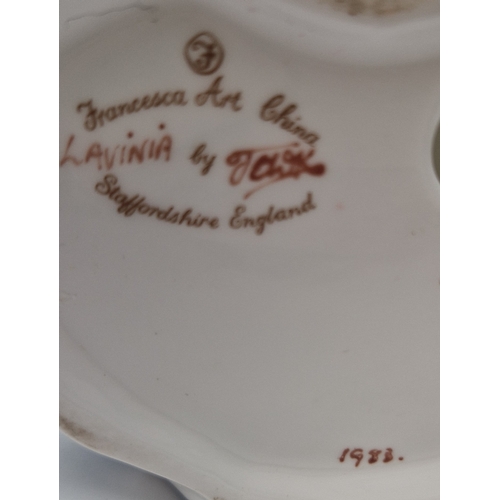 F
Francesca Art China
LAVINIA by
Staffordshire England
1983.